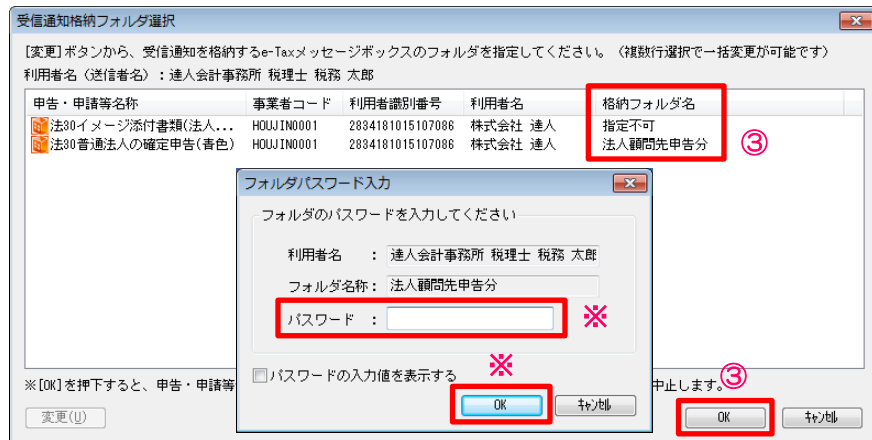 受信通知格納フォルダ選択
[変更]ボタンから、受信通知を格納するe-Taxメッセージボックスのフォルダを指定してください。（複数行選択で一括変更が可能です）
利用者名（送信者名）：達人会計事務所 税理士 税務 太郎
申告・申請等名称 事業者コード 利用者識別番号 利用者名 格納フォルダ名
法30イメージ添付書類(法人... HOUJIN0001 2834181015107086 株式会社 達人 指定不可
法30普通法人の確定申告(青色) HOUJIN0001 2834181015107086 株式会社 達人 法人顧問先申告分
③
フォルダパスワード入力
フォルダのパスワードを入力してください
利用者名 ： 達人会計事務所 税理士 税務 太郎
フォルダ名称： 法人顧問先申告分
パスワード ：
※
パスワードの入力値を表示する
※
OK キャンセル
※[OK]を押下すると、申告・申請等
中止します。
③
変更(U)
OK キャンセル